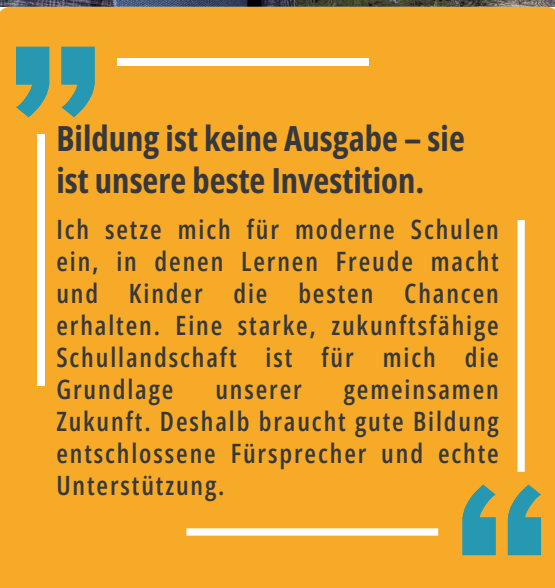 Bildung ist keine Ausgabe – sie
ist unsere beste Investition.
Ich setze mich für moderne Schulen
ein, in denen Lernen Freude macht
und Kinder die besten Chancen
erhalten. Eine starke, zukunftsfähige
Schullandschaft ist für mich die
Grundlage unserer gemeinsamen
Zukunft. Deshalb braucht gute Bildung
entschlossene Fürsprecher und echte
Unterstützung.